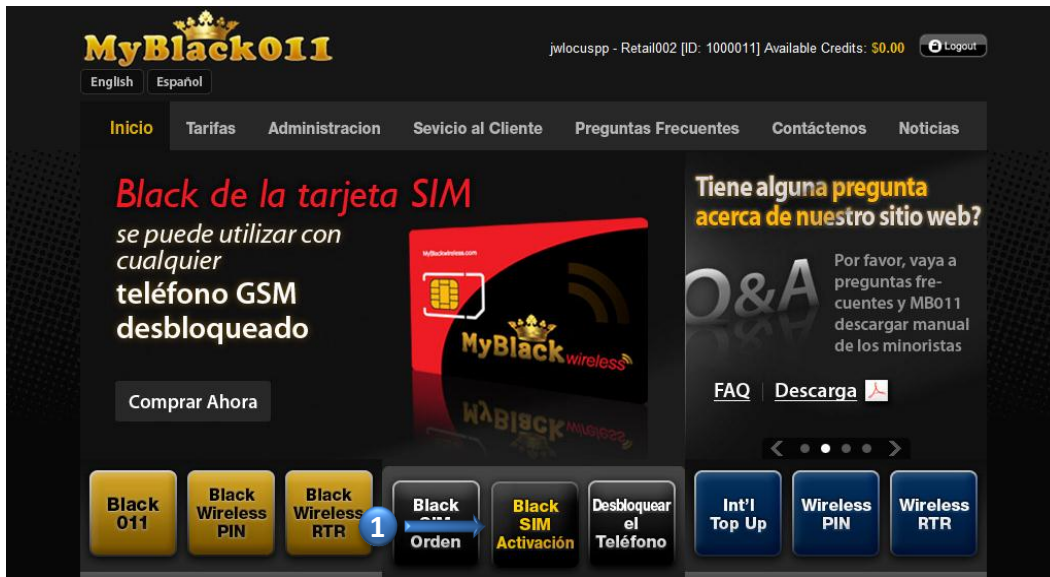 MyBlack011
jwlocuspp - Retail002 [ID: 1000011] Available Credits: $0.00 Logout
English Español
Inicio Tarifas Administracion Sevicio al Cliente Preguntas Frecuentes Contáctenos Noticias
Black de la tarjeta SIM
se puede utilizar con
cualquier
teléfono GSM
desbloqueado
Comprar Ahora
MyBlackwireless.com
MyBlack wireless
Tiene alguna pregunta
acerca de nuestro sitio web?
Q&A
Por favor, vaya a
preguntas fre-
cuentes y MB011
descargar manual
de los minoristas
FAQ | Descarga
Black
011
Black
Wireless
PIN
Black
Wireless
RTR
1
Black
SIM
Orden
Black
SIM
Activación
Desbloquear
el
Teléfono
Int'l
Top Up
Wireless
PIN
Wireless
RTR